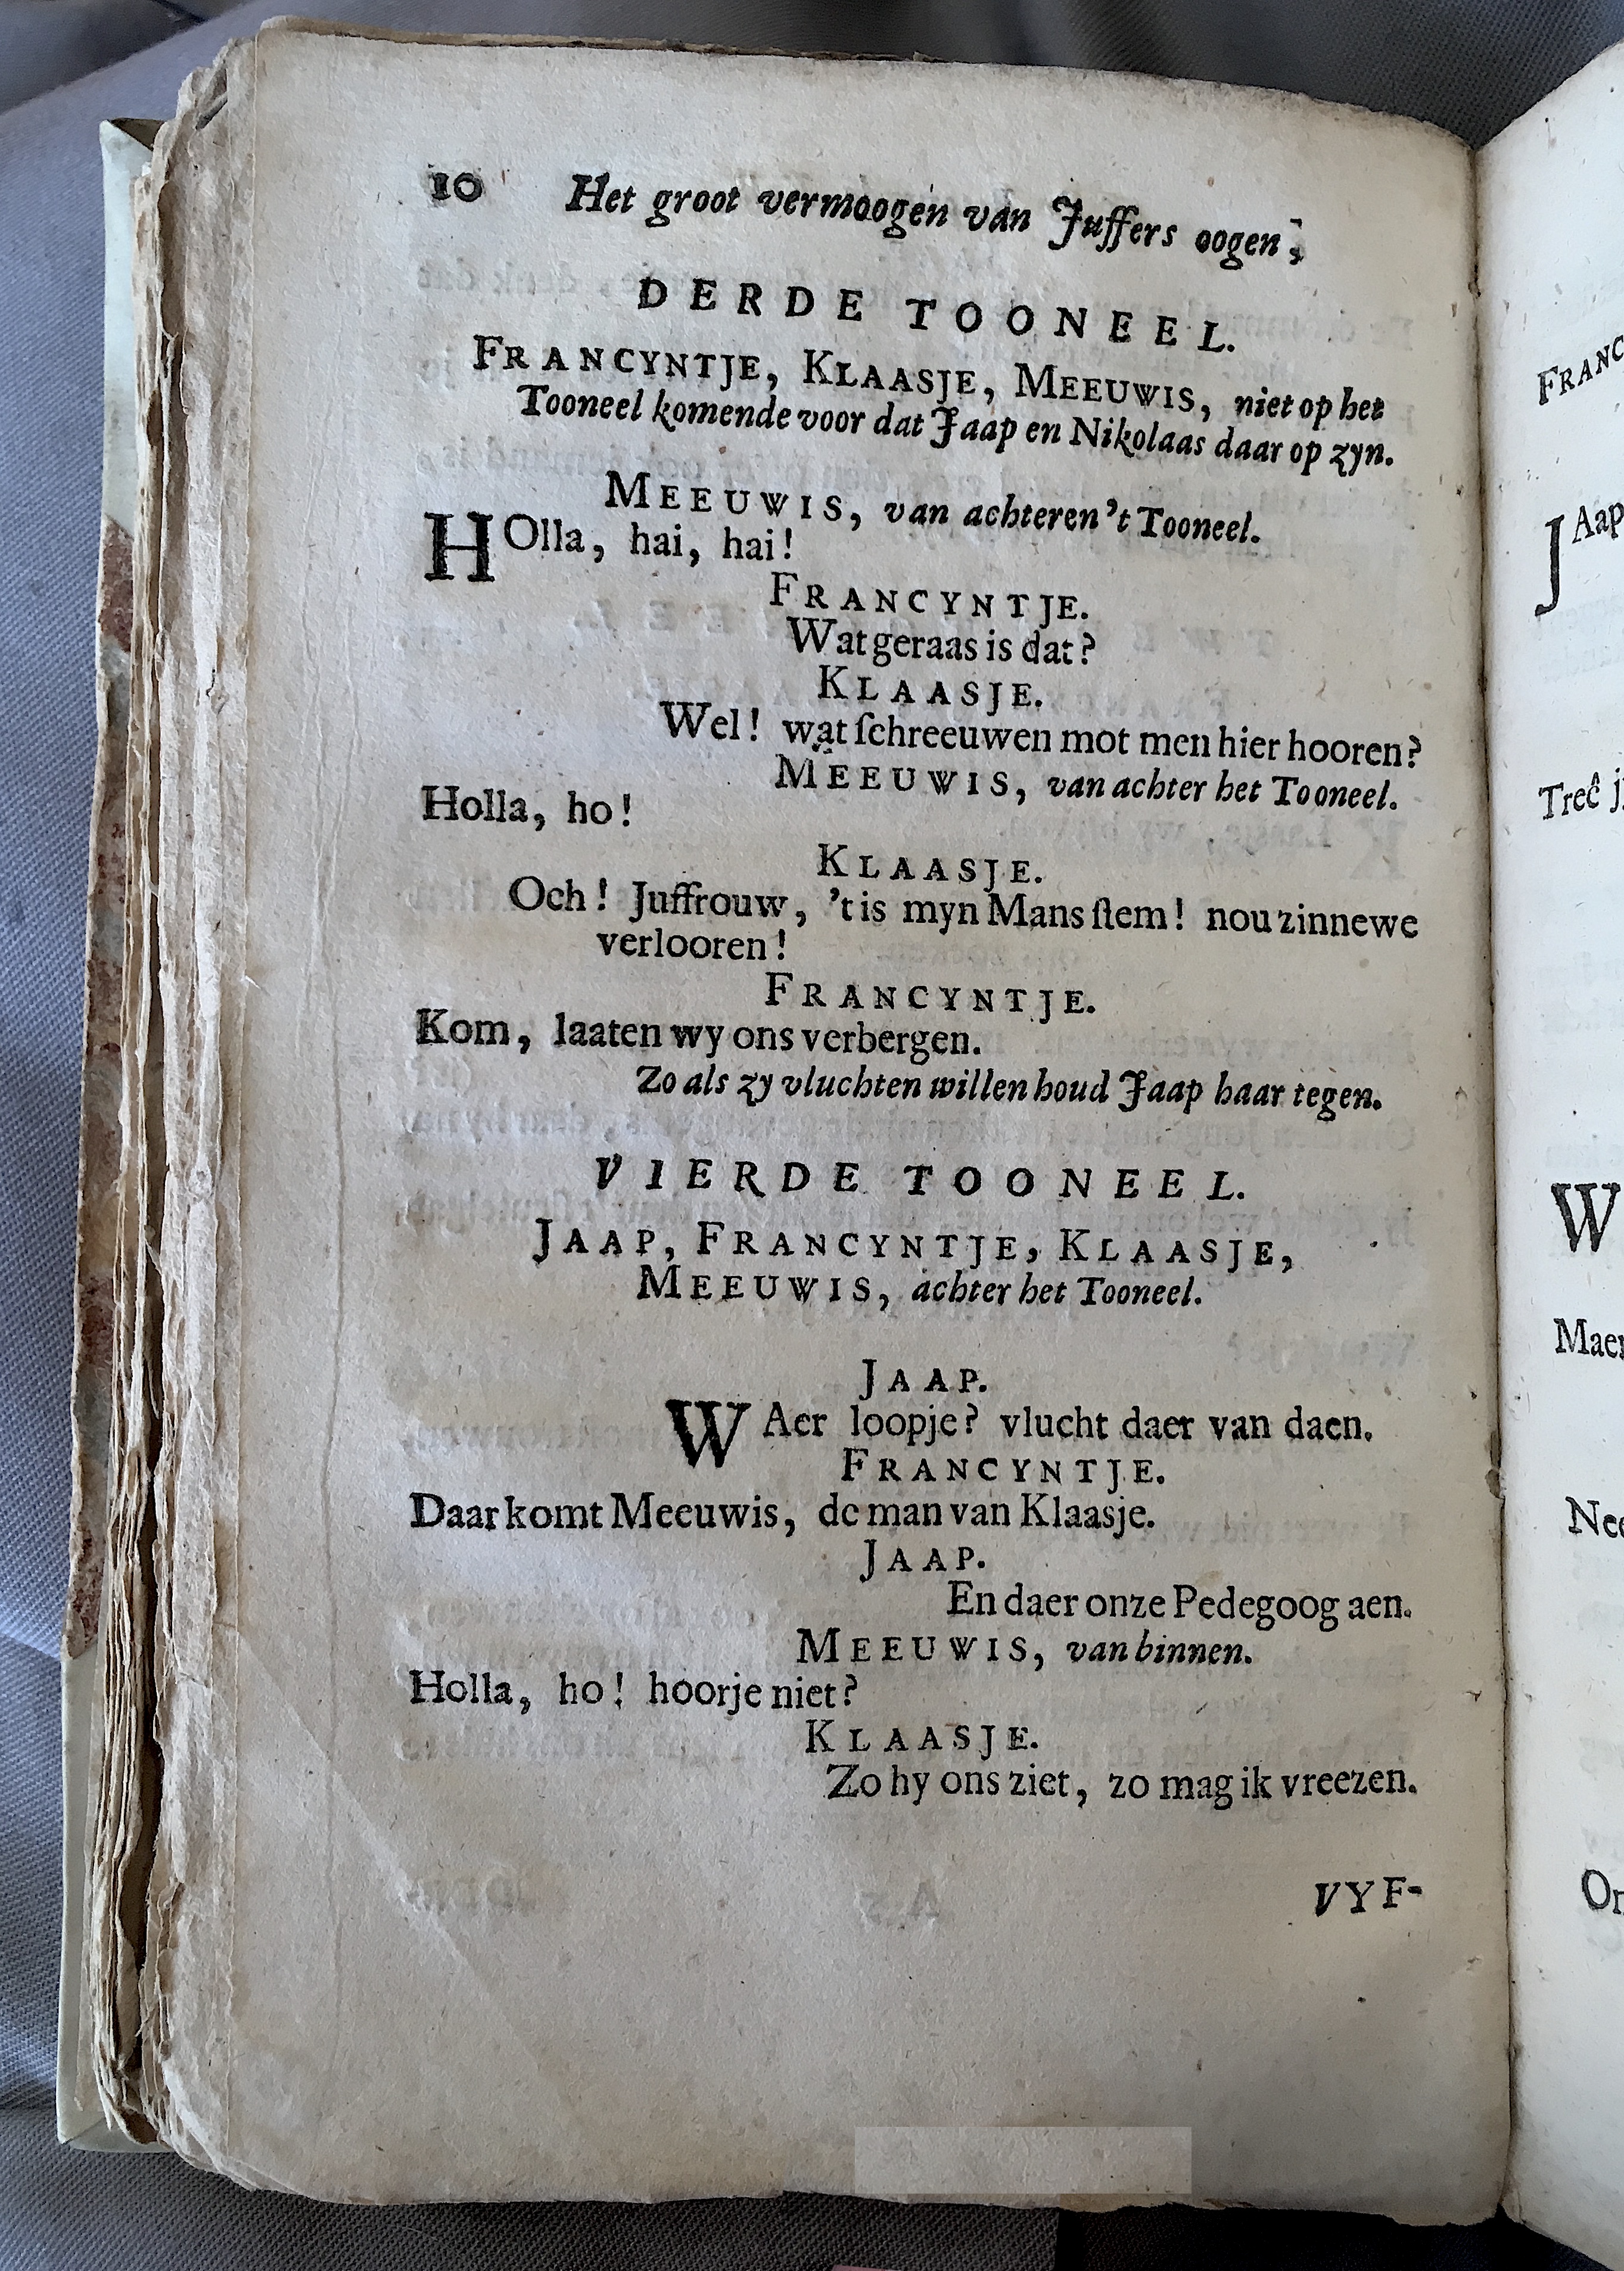 10 Het groot vermoogen van Juffers oogen,
DERDE TOONEEL.
FRANCYNTJE, KLAASJE, MEEUWIS, niet op het
Tooneel komende voor dat Jaap en Nikolaas daar op zyn.
MEEUWIS, van achteren 't Tooneel.
HOlla, hai, hai!
FRANCYNTJE.
Wat geraas is dat?
KLAASJE.
Wel! wat ſchreeuwen mot men hier hooren?
MEEUWIS, van achter het Tooneel.
Holla, ho!
KLAASJE.
Och! Juffrouw, 't is myn Mans ſtem! nou zinnewe
verlooren!
FRANCYNTJE.
Kom, laaten wy ons verbergen.
Zo als zy vluchten willen houd Jaap haar tegen.
VIERDE TOONEEL.
JAAP, FRANCYNTJE, KLAASJE,
MEEUWIS, achter het Tooneel.
JAAP.
WAer loopje? vlucht daer van daen.
FRANCYNTJE.
Daar komt Meeuwis, de man van Klaasje.
JAAP.
En daer onze Pedegoog aen.
MEEUWIS, van binnen.
Holla, ho! hoorje niet?
KLAASJE.
Zo hy ons ziet, zo mag ik vreezen.
VYF-
FRANC
JAap
Maer